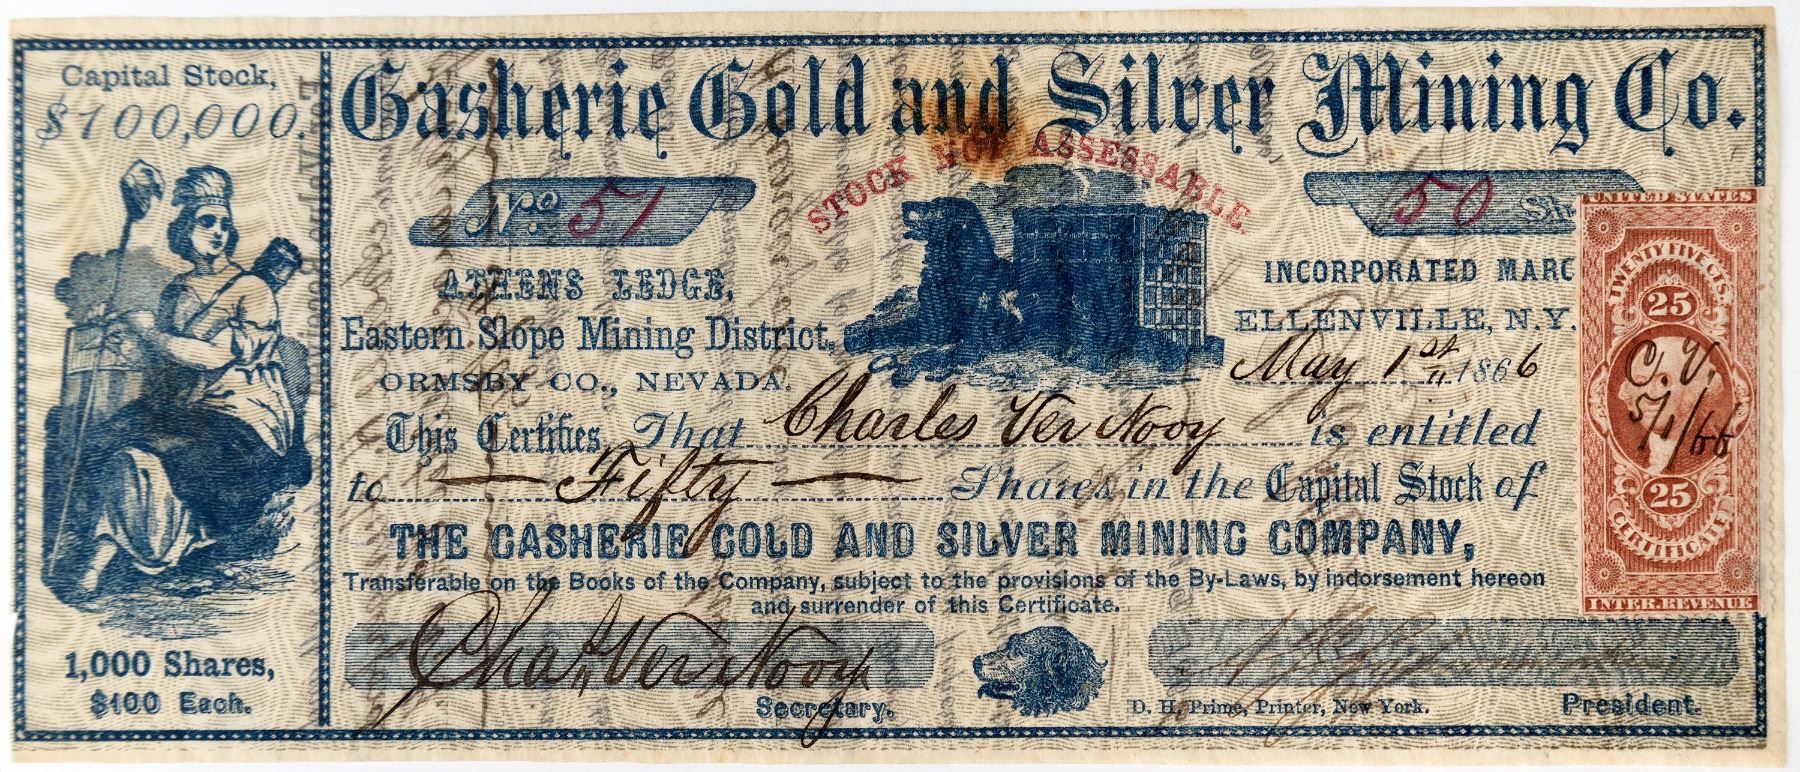 Capital Stock,
$100,000.
1,000 Shares,
$100 Each.
Gasherie Gold and Silver Mining Co.
STOCK NOT ASSESSABLE.
No. 51
50 Sh
ATHENS LEDGE,
Eastern Slope Mining District,
ORMSBY CO., NEVADA.
INCORPORATED MARC
ELLENVILLE, N.Y.
May 1st 1866
This Certifies That Charles Ver Nooy is entitled
to Fifty Shares in the Capital Stock of
THE GASHERIE GOLD AND SILVER MINING COMPANY,
Transferable on the Books of the Company, subject to the provisions of the By-Laws, by indorsement hereon
and surrender of this Certificate.
Chas Ver Nooy
Secretary.
D. H. Prime, Printer, New York.
President.
UNITED STATES
TWENTY FIVE CTS.
25
C. V.
5/1/66
25
CERTIFICATE
INTER. REVENUE